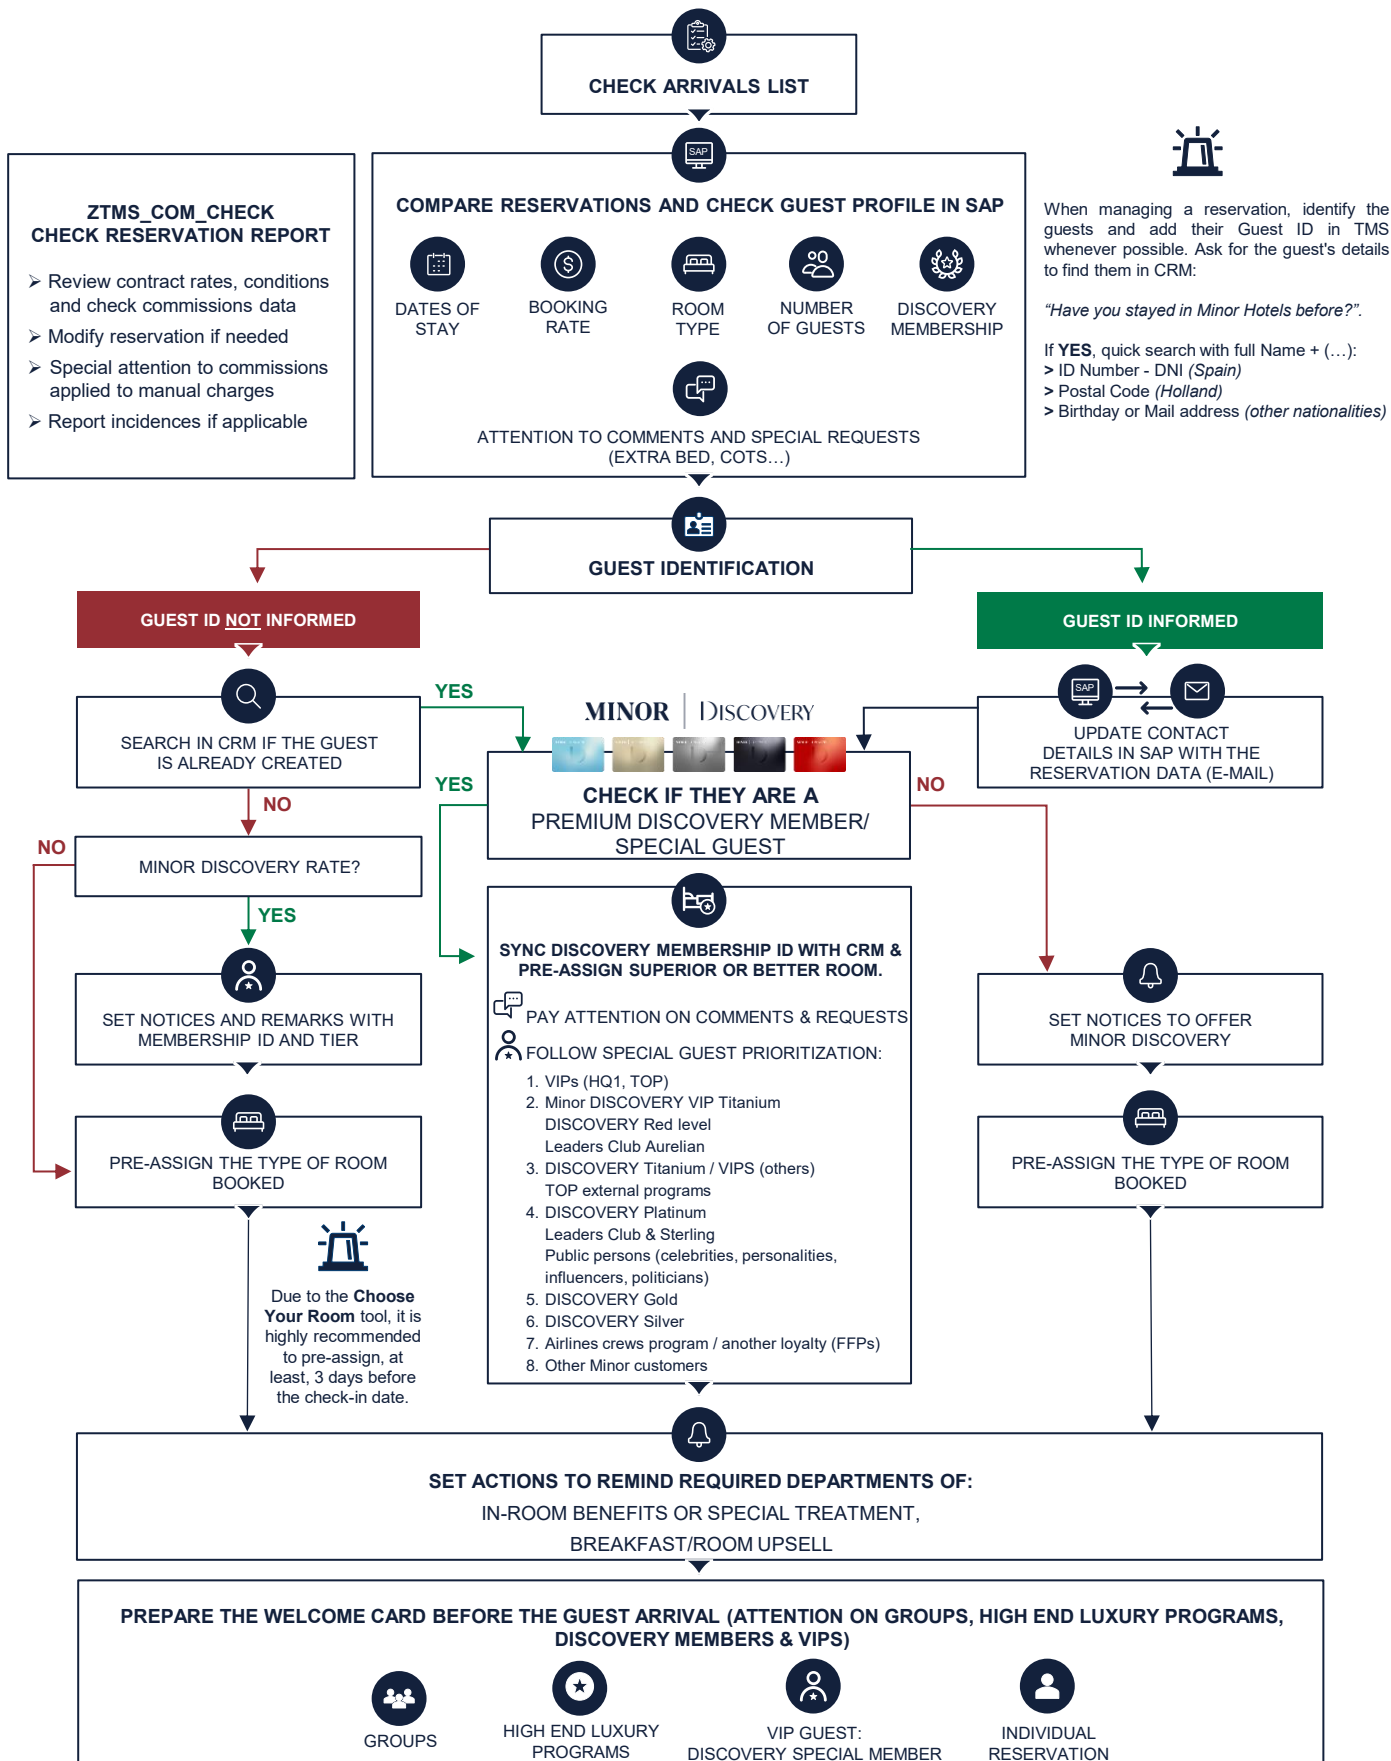 CHECK ARRIVALS LIST
ZTMS_COM_CHECK
CHECK RESERVATION REPORT
➢ Review contract rates, conditions
and check commissions data
➢ Modify reservation if needed
➢ Special attention to commissions
applied to manual charges
➢ Report incidences if applicable
SAP
COMPARE RESERVATIONS AND CHECK GUEST PROFILE IN SAP
DATES OF
STAY
BOOKING
RATE
ROOM
TYPE
NUMBER
OF GUESTS
DISCOVERY
MEMBERSHIP
ATTENTION TO COMMENTS AND SPECIAL REQUESTS
(EXTRA BED, COTS…)
When managing a reservation, identify the
guests and add their Guest ID in TMS
whenever possible. Ask for the guest's details
to find them in CRM:
“Have you stayed in Minor Hotels before?”.
If YES, quick search with full Name + (…):
> ID Number - DNI (Spain)
> Postal Code (Holland)
> Birthday or Mail address (other nationalities)
GUEST IDENTIFICATION
GUEST ID NOT INFORMED
GUEST ID INFORMED
SEARCH IN CRM IF THE GUEST
IS ALREADY CREATED
YES
NO
MINOR DISCOVERY RATE?
NO
YES
SET NOTICES AND REMARKS WITH
MEMBERSHIP ID AND TIER
PRE-ASSIGN THE TYPE OF ROOM
BOOKED
Due to the Choose
Your Room tool, it is
highly recommended
to pre-assign, at
least, 3 days before
the check-in date.
MINOR | DISCOVERY
CHECK IF THEY ARE A
PREMIUM DISCOVERY MEMBER/
SPECIAL GUEST
YES
NO
SYNC DISCOVERY MEMBERSHIP ID WITH CRM &
PRE-ASSIGN SUPERIOR OR BETTER ROOM.
PAY ATTENTION ON COMMENTS & REQUESTS
FOLLOW SPECIAL GUEST PRIORITIZATION:
1. VIPs (HQ1, TOP)
2. Minor DISCOVERY VIP Titanium
DISCOVERY Red level
Leaders Club Aurelian
3. DISCOVERY Titanium / VIPS (others)
TOP external programs
4. DISCOVERY Platinum
Leaders Club & Sterling
Public persons (celebrities, personalities,
influencers, politicians)
5. DISCOVERY Gold
6. DISCOVERY Silver
7. Airlines crews program / another loyalty (FFPs)
8. Other Minor customers
SAP
UPDATE CONTACT
DETAILS IN SAP WITH THE
RESERVATION DATA (E-MAIL)
SET NOTICES TO OFFER
MINOR DISCOVERY
PRE-ASSIGN THE TYPE OF ROOM
BOOKED
SET ACTIONS TO REMIND REQUIRED DEPARTMENTS OF:
IN-ROOM BENEFITS OR SPECIAL TREATMENT,
BREAKFAST/ROOM UPSELL
PREPARE THE WELCOME CARD BEFORE THE GUEST ARRIVAL (ATTENTION ON GROUPS, HIGH END LUXURY PROGRAMS,
DISCOVERY MEMBERS & VIPS)
GROUPS
HIGH END LUXURY
PROGRAMS
VIP GUEST:
DISCOVERY SPECIAL MEMBER
INDIVIDUAL
RESERVATION